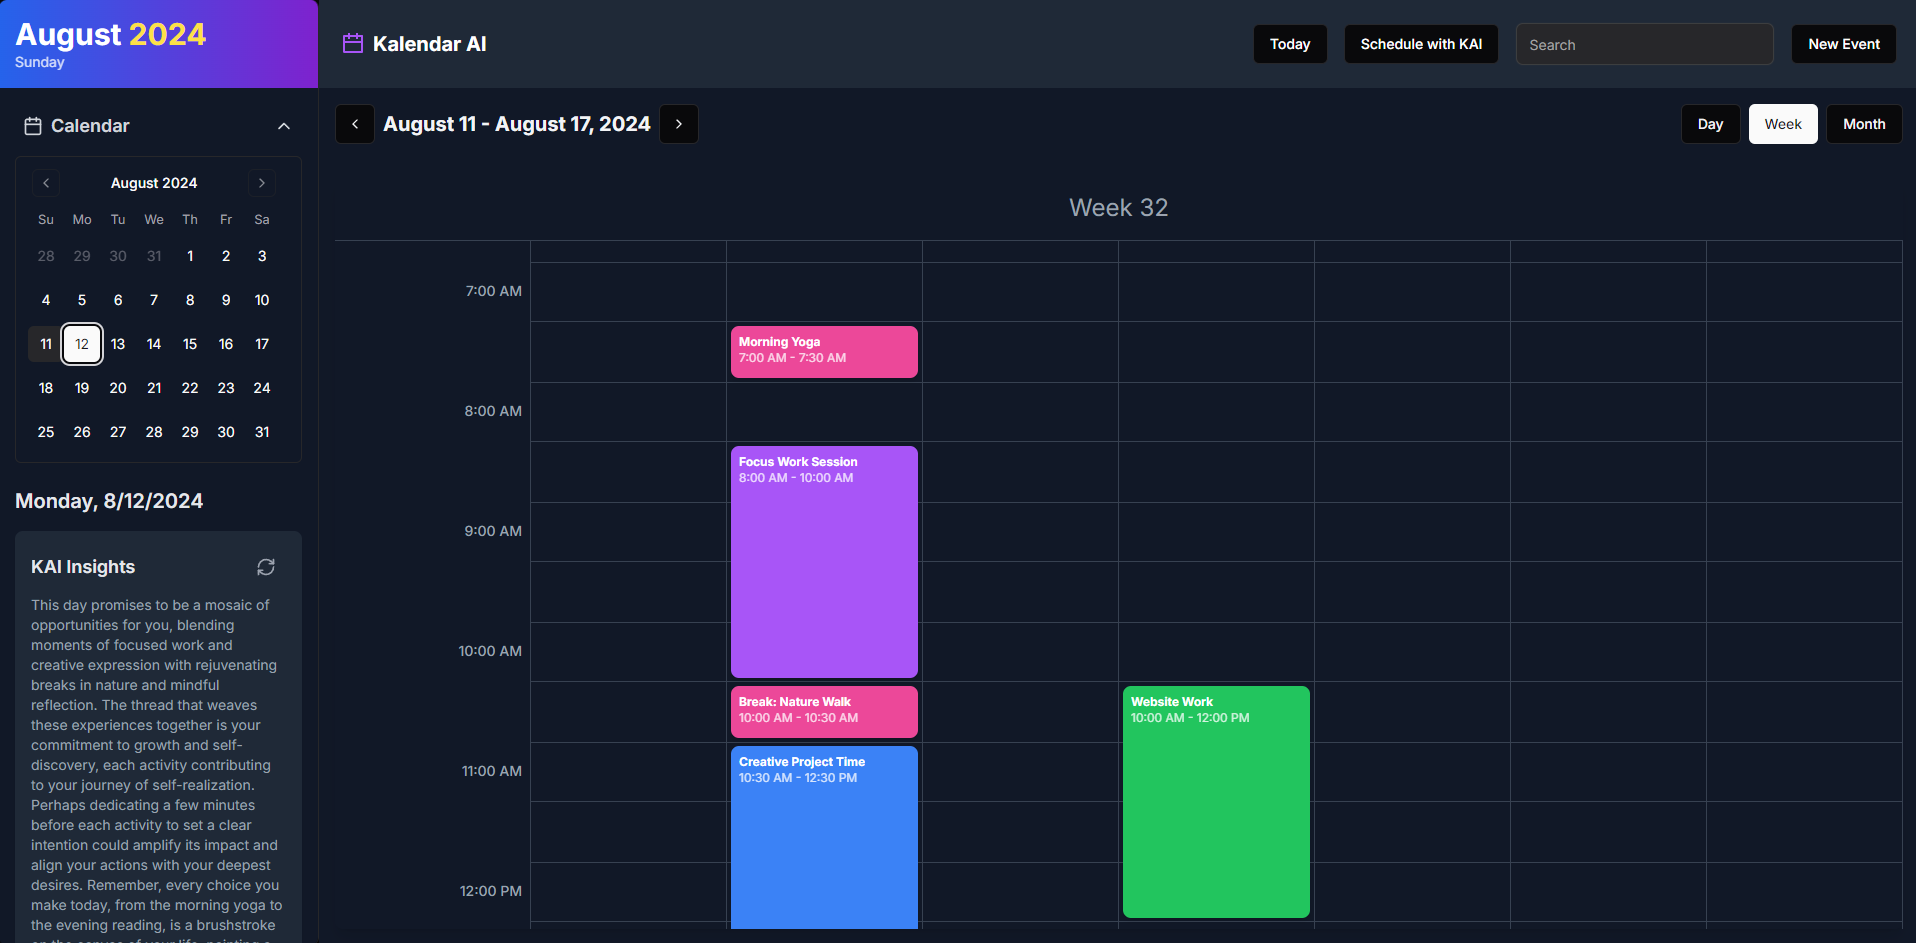 August 2024
Sunday
Kalendar AI
Today
Schedule with KAI
Search
New Event
Calendar
August 2024
Su Mo Tu We Th Fr Sa
28 29 30 31 1 2 3
4 5 6 7 8 9 10
11 12 13 14 15 16 17
18 19 20 21 22 23 24
25 26 27 28 29 30 31
Monday, 8/12/2024
KAI Insights
This day promises to be a mosaic of
opportunities for you, blending
moments of focused work and
creative expression with rejuvenating
breaks in nature and mindful
reflection. The thread that weaves
these experiences together is your
commitment to growth and self-
discovery, each activity contributing
to your journey of self-realization.
Perhaps dedicating a few minutes
before each activity to set a clear
intention could amplify its impact and
align your actions with your deepest
desires. Remember, every choice you
make today, from the morning yoga to
the evening reading, is a brushstroke
August 11 - August 17, 2024
Day
Week
Month
Week 32
7:00 AM
Morning Yoga
7:00 AM - 7:30 AM
8:00 AM
Focus Work Session
8:00 AM - 10:00 AM
9:00 AM
10:00 AM
Break: Nature Walk
10:00 AM - 10:30 AM
Website Work
10:00 AM - 12:00 PM
11:00 AM
Creative Project Time
10:30 AM - 12:30 PM
12:00 PM